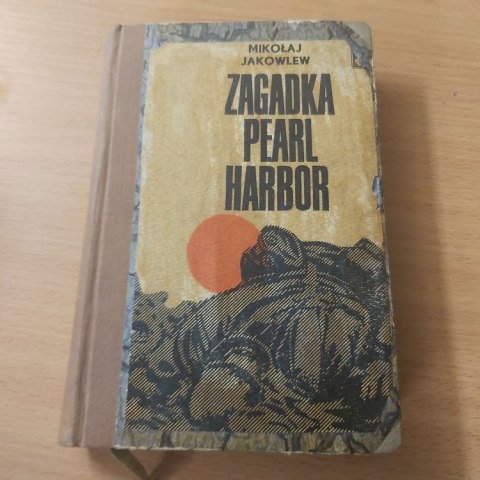 MIKOŁAJ
JAKOWLEW
ZAGADKA
PEARL
HARBOR